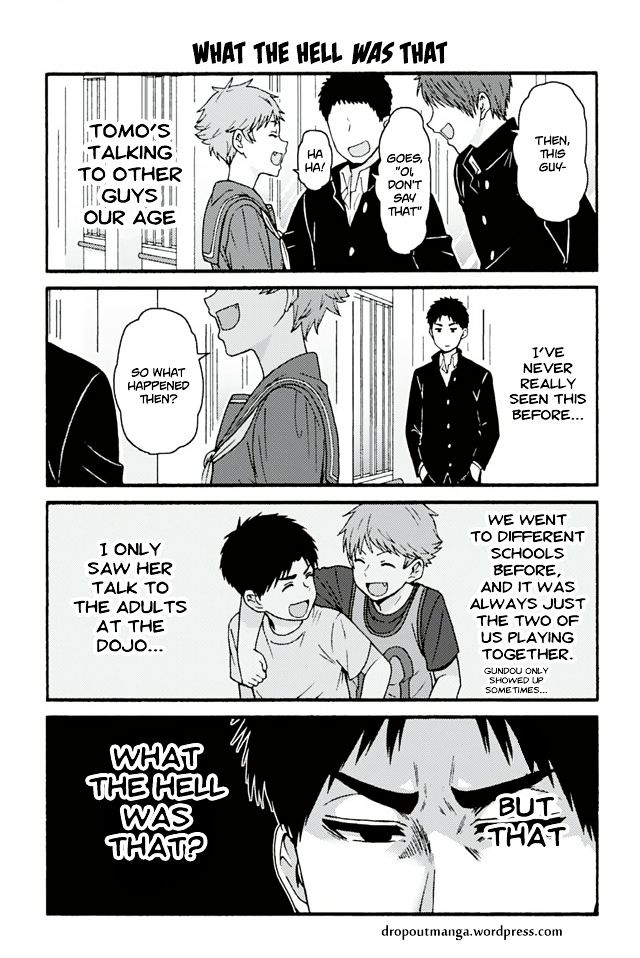 WHAT THE HELL WAS THAT
THEN,
THIS
GUY-
GOES,
"OI,
DON'T
SAY
THAT"
HA
HA!
TOMO'S
TALKING
TO OTHER
GUYS
OUR AGE
I'VE
NEVER
REALLY
SEEN THIS
BEFORE...
SO WHAT
HAPPENED
THEN?
WE WENT
TO DIFFERENT
SCHOOLS
BEFORE,
AND IT WAS
ALWAYS JUST
THE TWO OF
US PLAYING
TOGETHER.
GUNDOU ONLY
SHOWED UP
SOMETIMES...
I ONLY
SAW HER
TALK TO
THE ADULTS
AT THE
DOJO...
BUT
THAT
WHAT
THE HELL
WAS
THAT?
dropoutmanga.wordpress.com